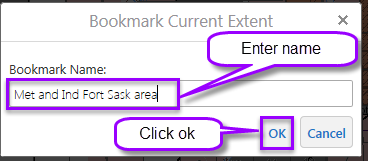 Bookmark Current Extent
Enter name
Bookmark Name:
Met and Ind Fort Sask area
Click ok
OK
Cancel